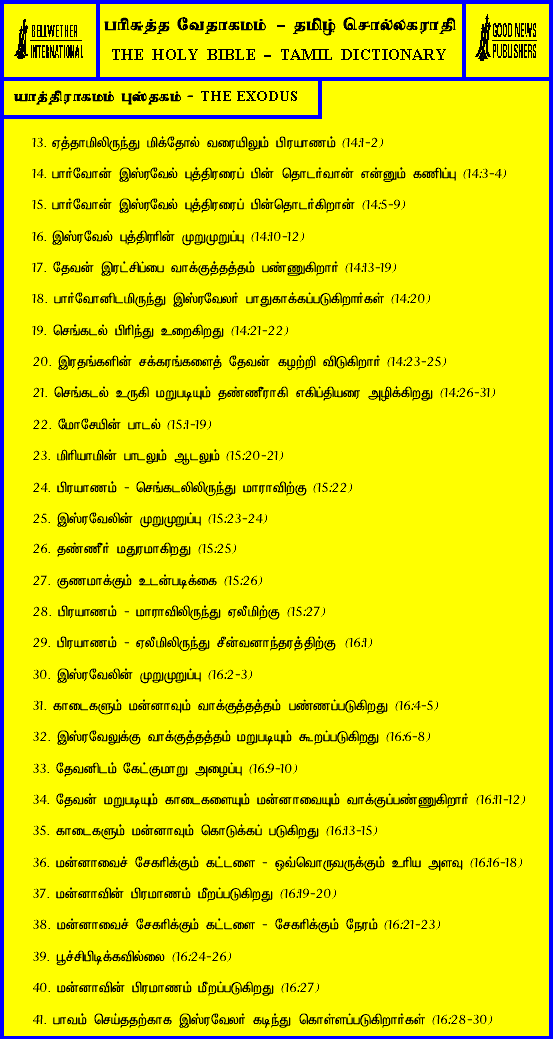 BELLWETHER
INTERNATIONAL
பரிசுத்த வேதாகமம் – தமிழ் சொல்லகராதி
THE HOLY BIBLE – TAMIL DICTIONARY
GOOD NEWS
PUBLISHERS
யாத்திராகமம் புஸ்தகம் - THE EXODUS
13. ஏத்தாமிலிருந்து மிக்தோல் வரையிலும் பிரயாணம் (14:1-2)
14. பார்வோன் இஸ்ரவேல் புத்திரரைப் பின் தொடர்வான் என்னும் கணிப்பு (14:3-4)
15. பார்வோன் இஸ்ரவேல் புத்திரரைப் பின்தொடர்கிறான் (14:5-9)
16. இஸ்ரவேல் புத்திரரின் முறுமுறுப்பு (14:10-12)
17. தேவன் இரட்சிப்பை வாக்குத்தத்தம் பண்ணுகிறார் (14:13-19)
18. பார்வோனிடமிருந்து இஸ்ரவேலர் பாதுகாக்கப்படுகிறார்கள் (14:20)
19. செங்கடல் பிரிந்து உறைகிறது (14:21-22)
20. இரதங்களின் சக்கரங்களைத் தேவன் கழற்றி விடுகிறார் (14:23-25)
21. செங்கடல் உருகி மறுபடியும் தண்ணீராகி எகிப்தியரை அழிக்கிறது (14:26-31)
22. மோசேயின் பாடல் (15:1-19)
23. மிரியாமின் பாடலும் ஆடலும் (15:20-21)
24. பிரயாணம் - செங்கடலிலிருந்து மாராவிற்கு (15:22)
25. இஸ்ரவேலின் முறுமுறுப்பு (15:23-24)
26. தண்ணீர் மதுரமாகிறது (15:25)
27. குணமாக்கும் உடன்படிக்கை (15:26)
28. பிரயாணம் - மாராவிலிருந்து ஏலீமிற்கு (15:27)
29. பிரயாணம் - ஏலீமிலிருந்து சீன்வனாந்தரத்திற்கு (16:1)
30. இஸ்ரவேலின் முறுமுறுப்பு (16:2-3)
31. காடைகளும் மன்னாவும் வாக்குத்தத்தம் பண்ணப்படுகிறது (16:4-5)
32. இஸ்ரவேலுக்கு வாக்குத்தத்தம் மறுபடியும் கூறப்படுகிறது (16:6-8)
33. தேவனிடம் கேட்குமாறு அழைப்பு (16:9-10)
34. தேவன் மறுபடியும் காடைகளையும் மன்னாவையும் வாக்குப்பண்ணுகிறார் (16:11-12)
35. காடைகளும் மன்னாவும் கொடுக்கப் படுகிறது (16:13-15)
36. மன்னாவைச் சேகரிக்கும் கட்டளை - ஒவ்வொருவருக்கும் உரிய அளவு (16:16-18)
37. மன்னாவின் பிரமாணம் மீறப்படுகிறது (16:19-20)
38. மன்னாவைச் சேகரிக்கும் கட்டளை - சேகரிக்கும் நேரம் (16:21-23)
39. பூச்சிபிடிக்கவில்லை (16:24-26)
40. மன்னாவின் பிரமாணம் மீறப்படுகிறது (16:27)
41. பாவம் செய்ததற்காக இஸ்ரவேலர் கடிந்து கொள்ளப்படுகிறார்கள் (16:28-30)